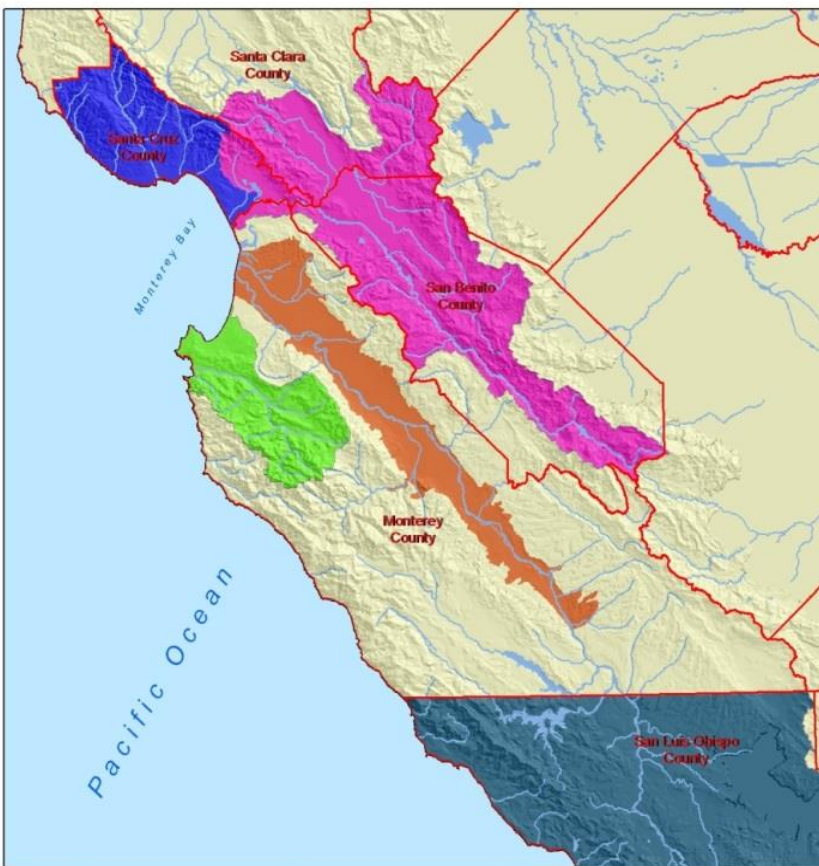 Santa Clara
County
Santa Cruz
County
Monterey Bay
San Benito
County
Monterey
County
Pacific Ocean
San Luis Obispo
County